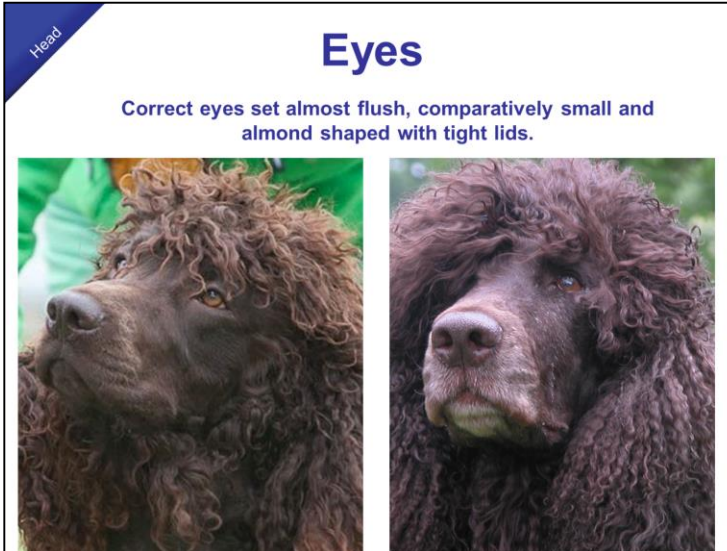 Head
Eyes
Correct eyes set almost flush, comparatively small and
almond shaped with tight lids.